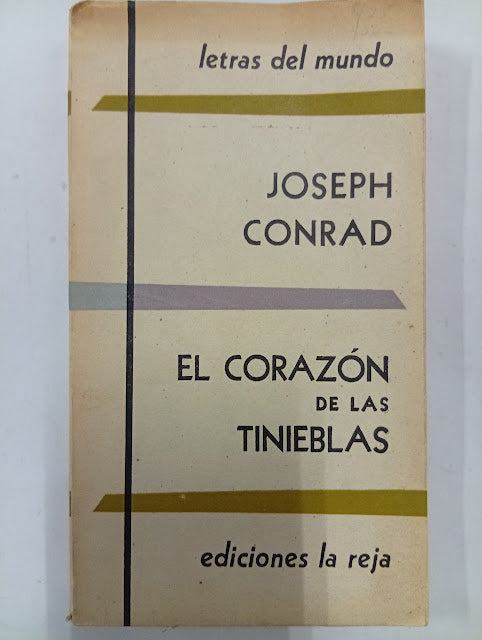 letras del mundo
JOSEPH
CONRAD
EL CORAZÓN
DE LAS
TINIEBLAS
ediciones la reja